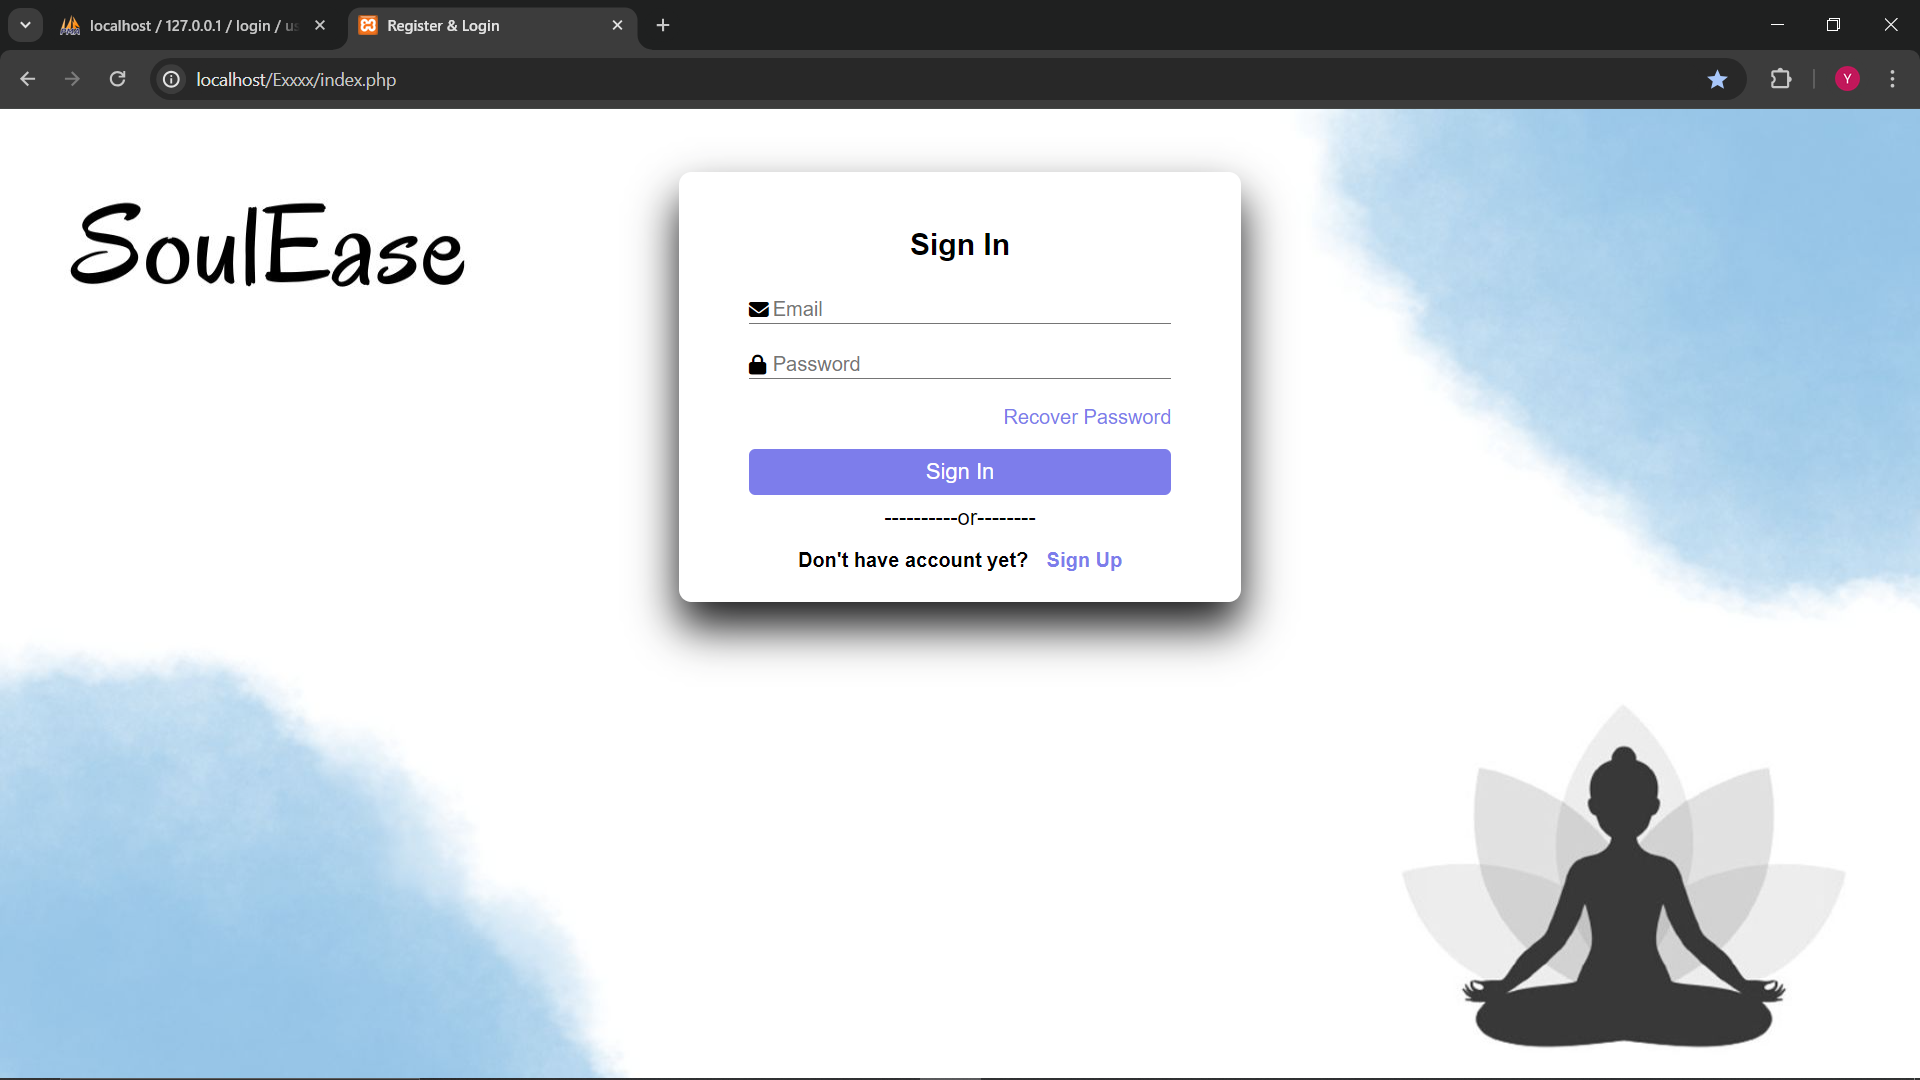 localhost / 127.0.0.1 / login / us
Register & Login
localhost/Exxxx/index.php
Y
SoulEase
Sign In
Email
Password
Recover Password
Sign In
----------or--------
Don't have account yet? Sign Up